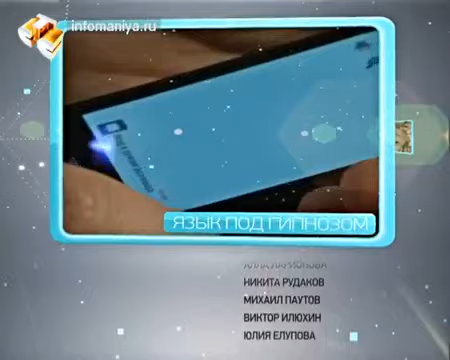 infomaniya.ru
ЯЗЫК ПОД ГИПНОЗОМ
НИКИТА РУДАКОВ
МИХАИЛ ПАУТОВ
ВИКТОР ИЛЮХИН
ЮЛИЯ ЕЛУПОВА